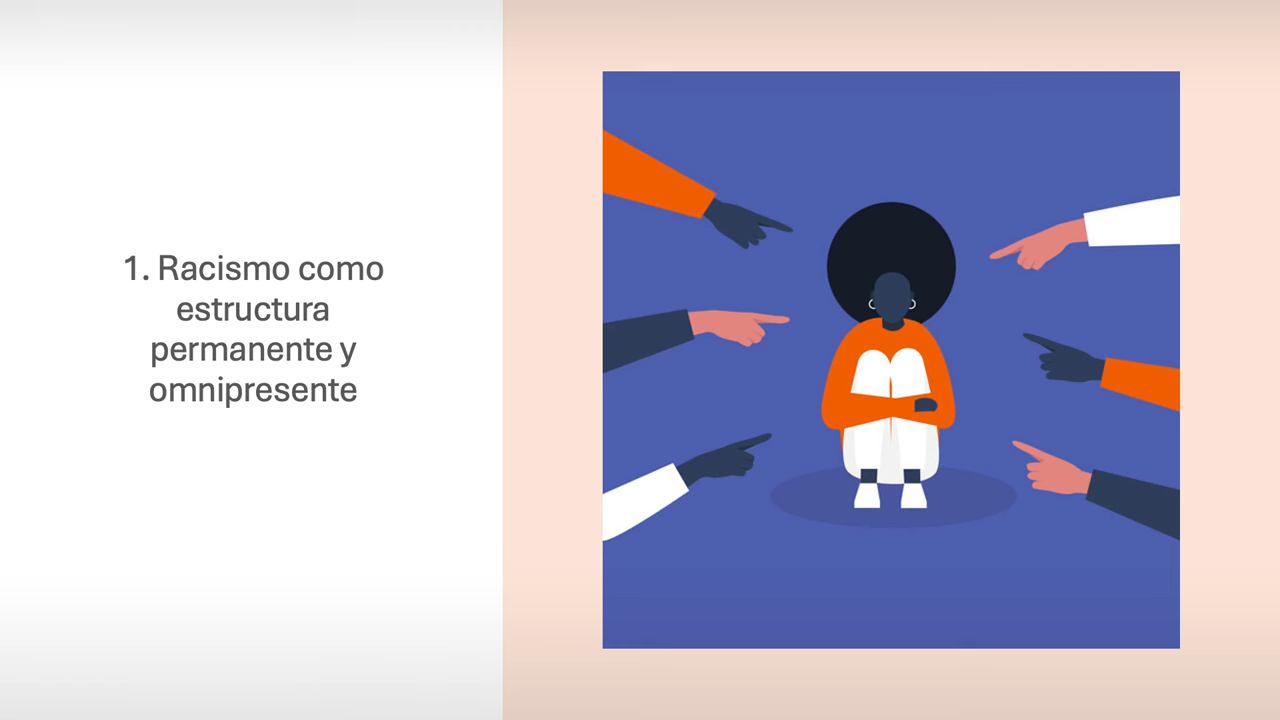 1. Racismo como
estructura
permanente y
omnipresente